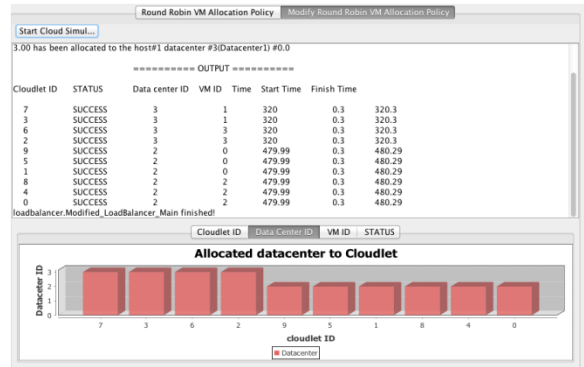 Round Robin VM Allocation Policy Modify Round Robin VM Allocation Policy
Start Cloud Simul...
3.00 has been allocated to the host#1 datacenter #3(Datacenter1) #0.0
========== OUTPUT ==========
Cloudlet ID STATUS Data center ID VM ID Time Start Time Finish Time
7 SUCCESS 3 1 320 0.3 320.3
3 SUCCESS 3 1 320 0.3 320.3
6 SUCCESS 3 3 320 0.3 320.3
2 SUCCESS 3 3 320 0.3 320.3
9 SUCCESS 2 0 479.99 0.3 480.29
5 SUCCESS 2 0 479.99 0.3 480.29
1 SUCCESS 2 0 479.99 0.3 480.29
8 SUCCESS 2 2 479.99 0.3 480.29
4 SUCCESS 2 2 479.99 0.3 480.29
0 SUCCESS 2 2 479.99 0.3 480.29
loadbalancer.Modified_LoadBalancer_Main finished!
Cloudlet ID Data Center ID VM ID STATUS
Allocated datacenter to Cloudlet
Dataceter ID
3
2
1
0
7 3 6 2 9 5 1 8 4 0
cloudlet ID
Datacenter